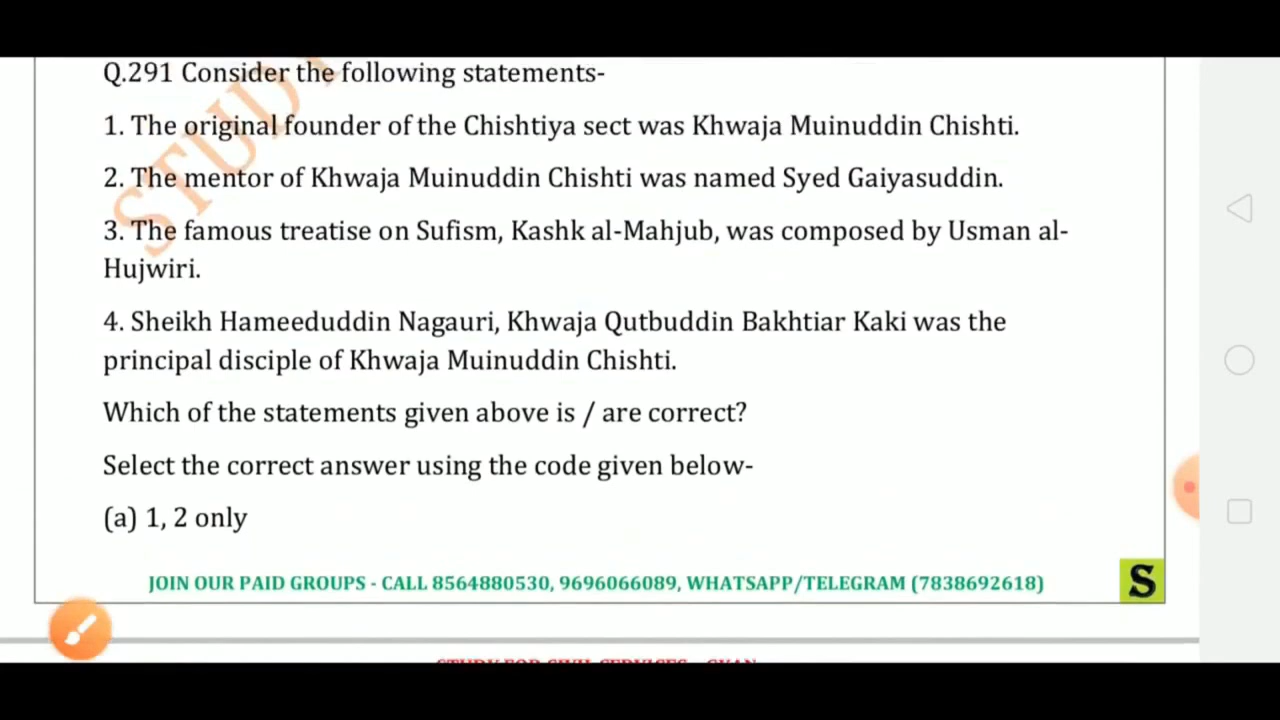 Q.291 Consider the following statements-
1. The original founder of the Chishtiya sect was Khwaja Muinuddin Chishti.
2. The mentor of Khwaja Muinuddin Chishti was named Syed Gaiyasuddin.
3. The famous treatise on Sufism, Kashk al-Mahjub, was composed by Usman al-
Hujwiri.
4. Sheikh Hameeduddin Nagauri, Khwaja Qutbuddin Bakhtiar Kaki was the
principal disciple of Khwaja Muinuddin Chishti.
Which of the statements given above is / are correct?
Select the correct answer using the code given below-
(a) 1, 2 only
JOIN OUR PAID GROUPS - CALL 8564880530, 9696066089, WHATSAPP/TELEGRAM (7838692618)
S
STUDY